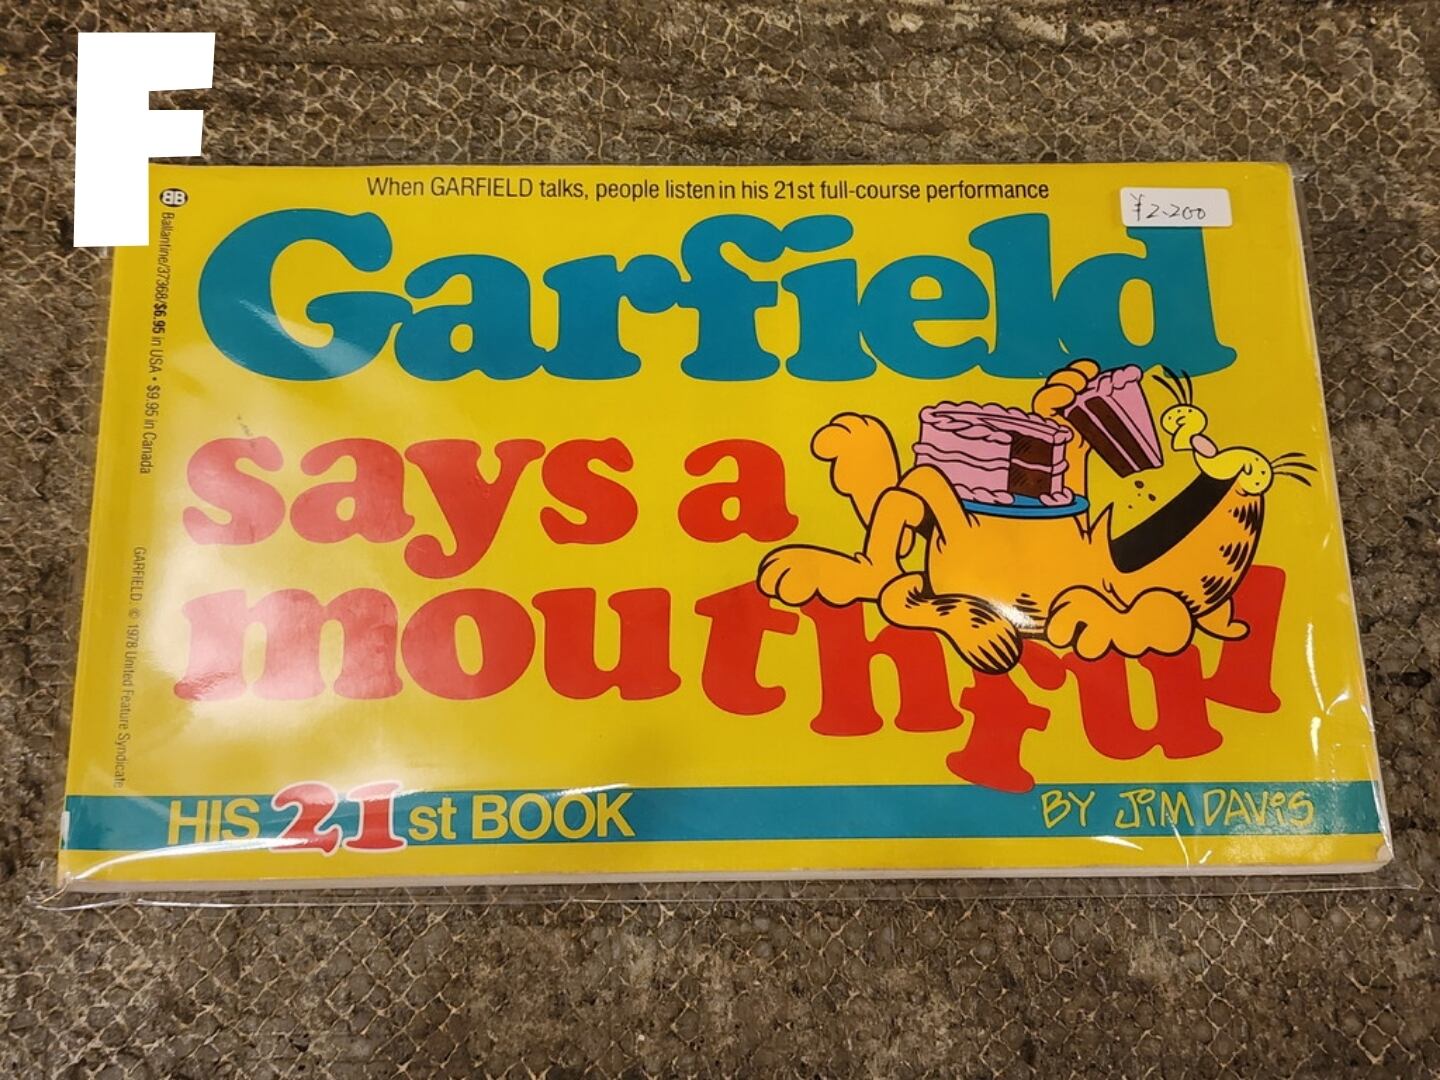 F
When GARFIELD talks, people listen in his 21st full-course performance
¥2.200
BB
Ballantine/37368/$6.95 in USA • $9.95 in Canada
GARFIELD © 1978 United Feature Syndicate
Garfield
says a
mouthful
HIS 21st BOOK
BY JIM DAVIS